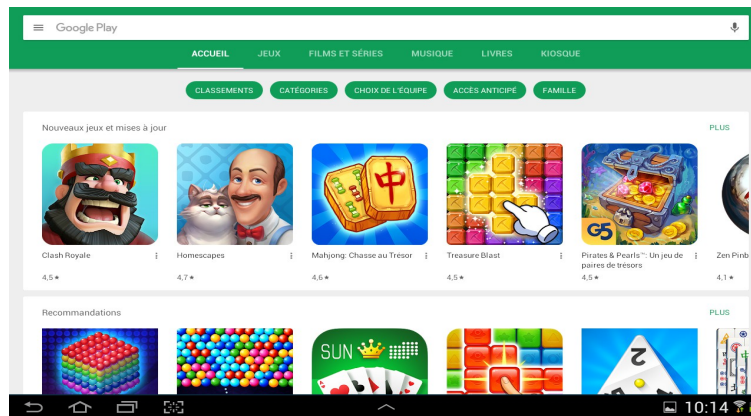 Google Play
ACCUEIL JEUX FILMS ET SÉRIES MUSIQUE LIVRES KIOSQUE
CLASSEMENTS CATÉGORIES CHOIX DE L'ÉQUIPE ACCÈS ANTICIPÉ FAMILLE
Nouveaux jeux et mises à jour PLUS
中
G5
Clash Royale Homescapes Mahjong: Chasse au Trésor Treasure Blast Pirates & Pearls™: Un jeu de paires de trésors Zen Pinb
4,5★ 4,7★ 4,6★ 4,5★ 4,5★ 4,1★
Recommandations PLUS
SUN
Z
10:14